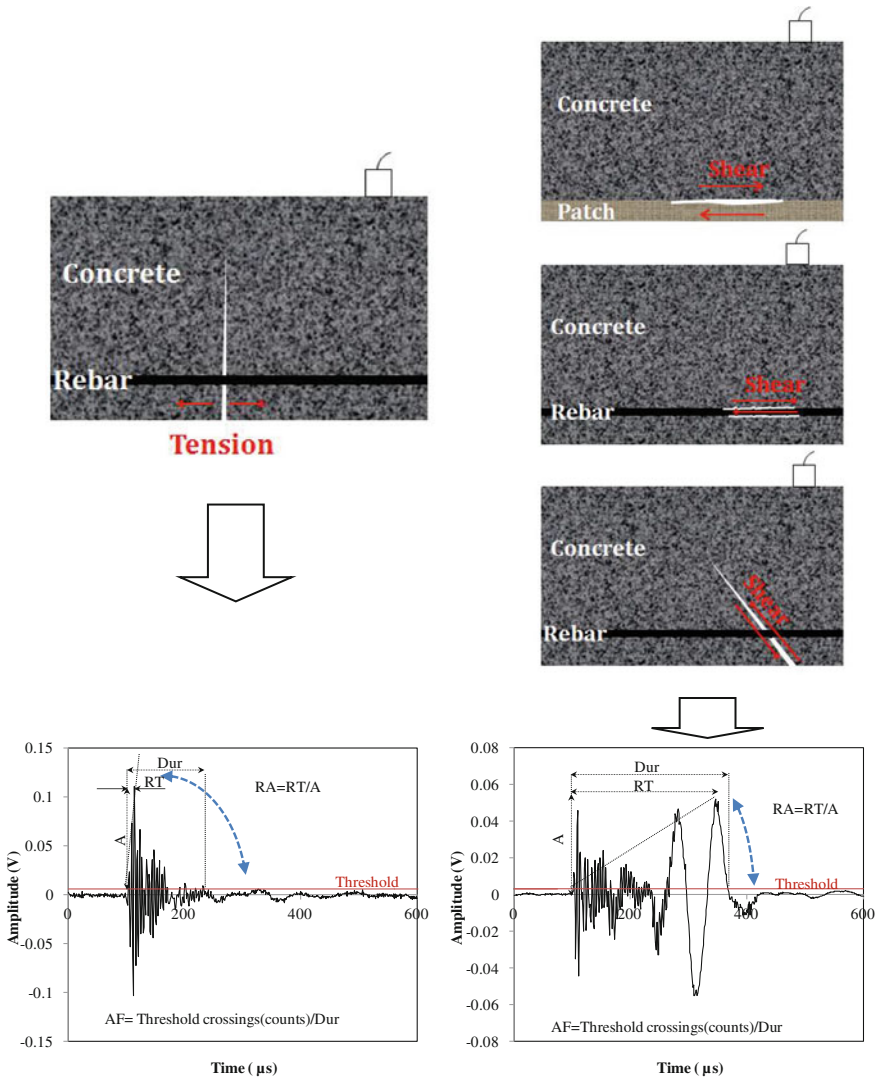 Concrete
Rebar
Tension
Concrete
Shear
Patch
Concrete
Shear
Rebar
Concrete
Shear
Rebar
0.15
0.1
0.05
0
-0.05
-0.1
-0.15
Amplitude (V)
Dur
RT
A
RA=RT/A
Threshold
0
200
400
600
AF= Threshold crossings(counts)/Dur
Time ( µs)
0.08
0.06
0.04
0.02
0
-0.02
-0.04
-0.06
-0.08
Amplitude (V)
Dur
RT
A
RA=RT/A
Threshold
0
200
400
600
AF=Threshold crossings(counts)/Dur
Time ( µs)